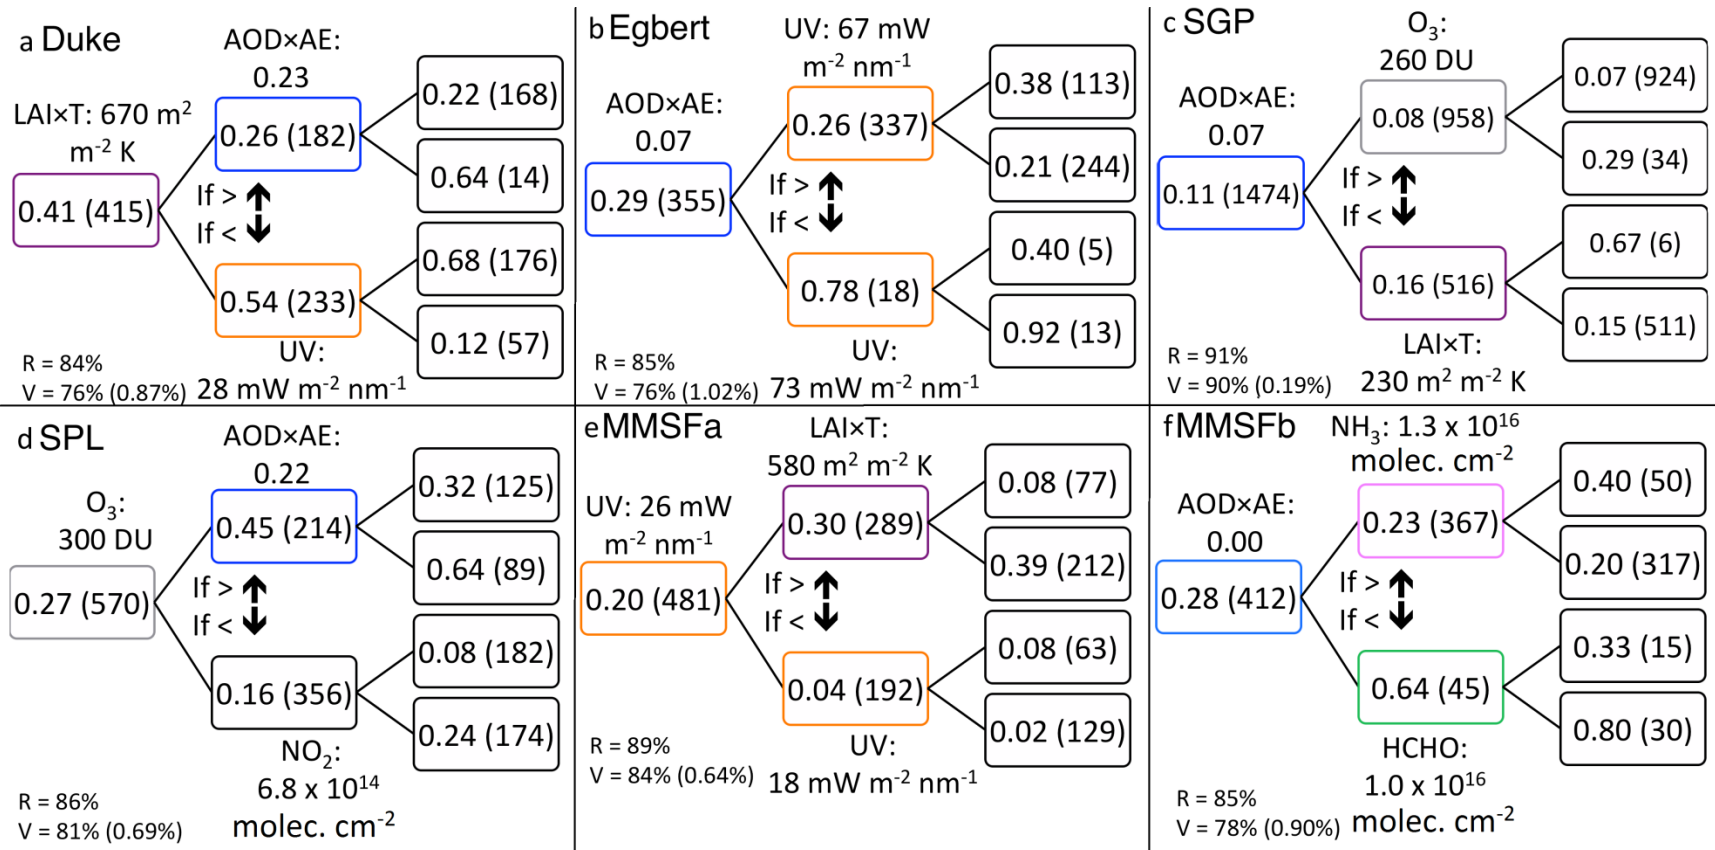 a Duke
AOD×AE:
0.23
LAI×T: 670 m²
m⁻² K
0.41 (415)
0.26 (182)
If >
If <
0.54 (233)
UV:
28 mW m⁻² nm⁻¹
0.22 (168)
0.64 (14)
0.68 (176)
0.12 (57)
R = 84%
V = 76% (0.87%)
b Egbert
UV: 67 mW
m⁻² nm⁻¹
AOD×AE:
0.07
0.29 (355)
0.26 (337)
If >
If <
0.78 (18)
UV:
73 mW m⁻² nm⁻¹
0.38 (113)
0.21 (244)
0.40 (5)
0.92 (13)
R = 85%
V = 76% (1.02%)
c SGP
O₃:
260 DU
AOD×AE:
0.07
0.11 (1474)
0.08 (958)
If >
If <
0.16 (516)
LAI×T:
230 m² m⁻² K
0.07 (924)
0.29 (34)
0.67 (6)
0.15 (511)
R = 91%
V = 90% (0.19%)
d SPL
AOD×AE:
0.22
O₃:
300 DU
0.27 (570)
0.45 (214)
If >
If <
0.16 (356)
NO₂:
6.8 x 10¹⁴
molec. cm⁻²
0.32 (125)
0.64 (89)
0.08 (182)
0.24 (174)
R = 86%
V = 81% (0.69%)
e MMSFa
LAI×T:
580 m² m⁻² K
UV: 26 mW
m⁻² nm⁻¹
0.20 (481)
0.30 (289)
If >
If <
0.04 (192)
UV:
18 mW m⁻² nm⁻¹
0.08 (77)
0.39 (212)
0.08 (63)
0.02 (129)
R = 89%
V = 84% (0.64%)
f MMSFb
NH₃: 1.3 x 10¹⁶
molec. cm⁻²
AOD×AE:
0.00
0.28 (412)
0.23 (367)
If >
If <
0.64 (45)
HCHO:
1.0 x 10¹⁶
molec. cm⁻²
0.40 (50)
0.20 (317)
0.33 (15)
0.80 (30)
R = 85%
V = 78% (0.90%)